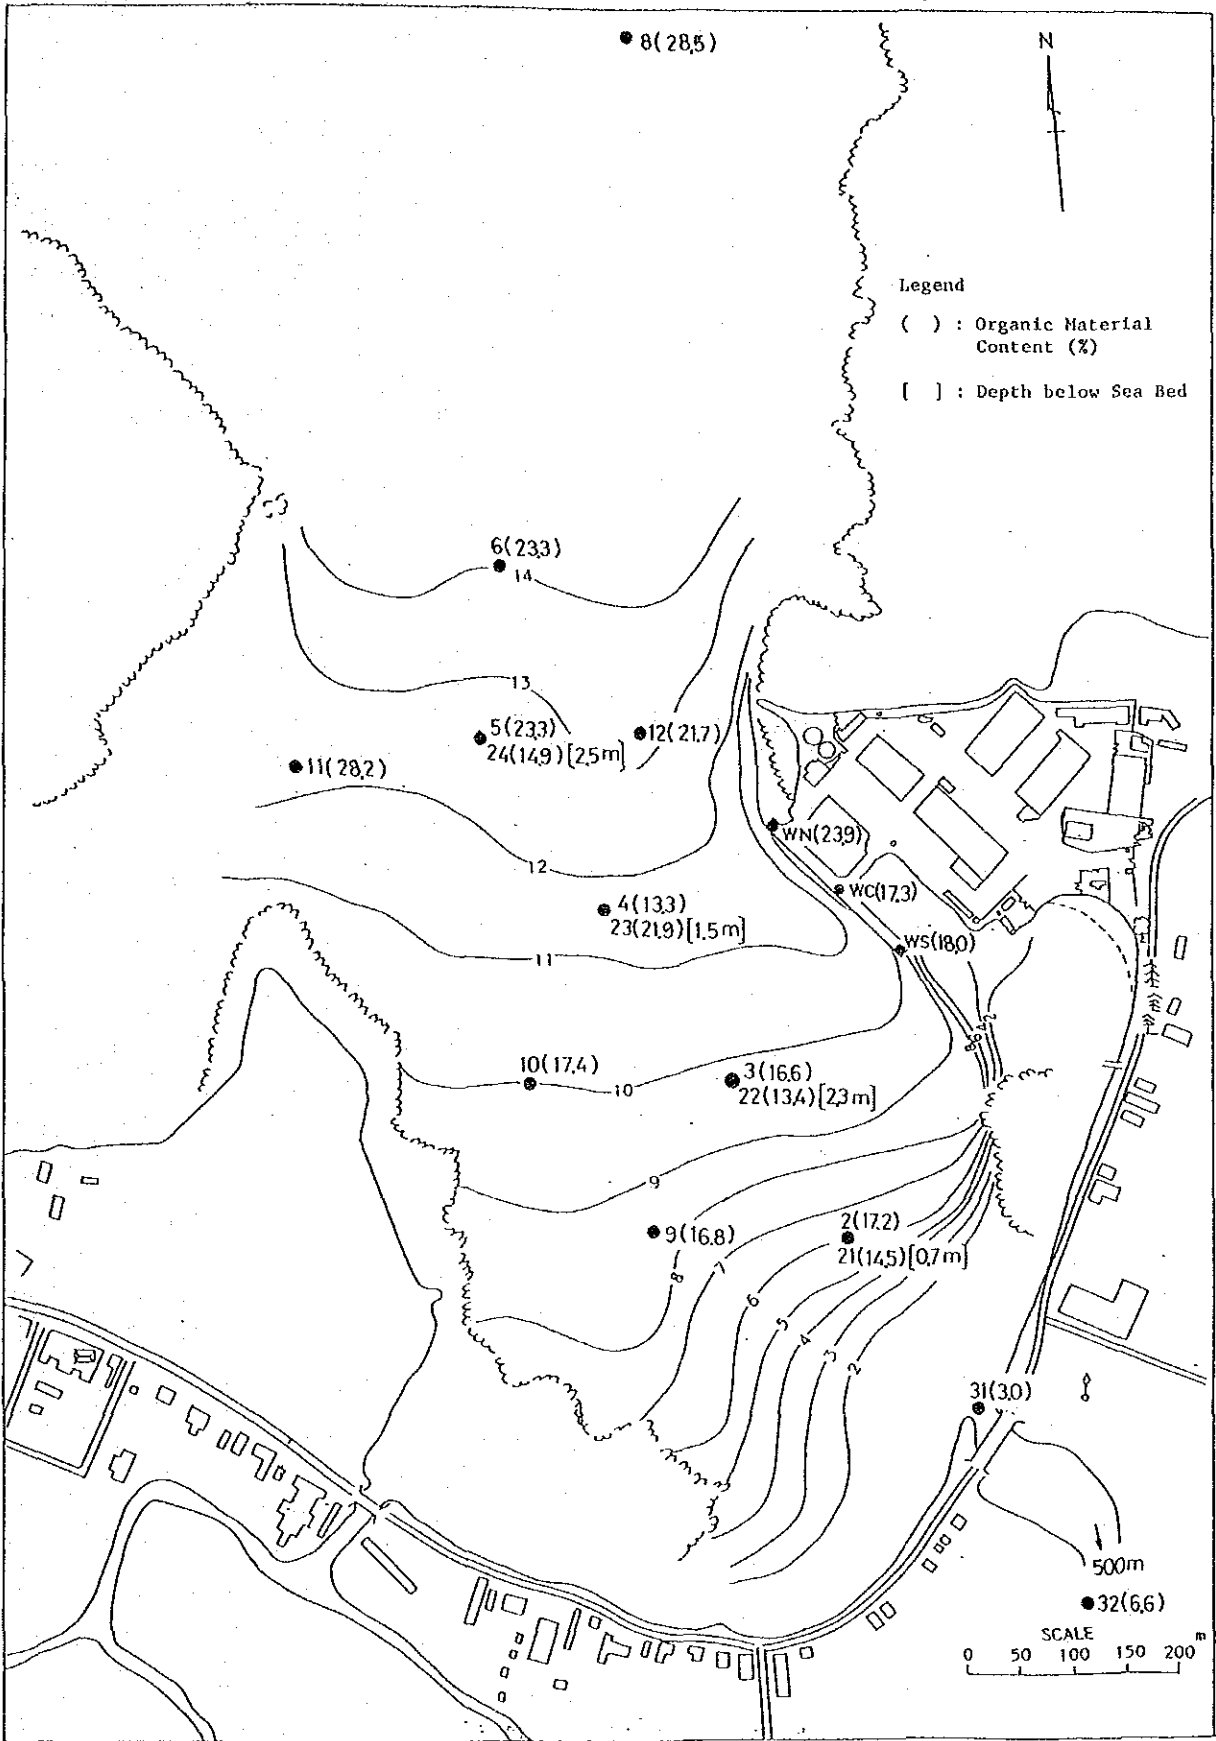 8(28,5)
N
Legend
( ) : Organic Material
Content (%)
[ ] : Depth below Sea Bed
6(23,3)
14
13
5(23,3)
24(14,9)[2,5m]
12(21,7)
11(28,2)
WN(23,9)
12
WC(17,3)
4(13,3)
23(21,9)[1,5m]
WS(18,0)
11
2
4
6
8
10(17,4)
10
3(16,6)
22(13,4)[2,3m]
9
9(16,8)
2(17,2)
21(14,5)[0,7m]
8
7
6
5
4
3
2
31(3,0)
500m
32(6,6)
SCALE
0 50 100 150 200 m